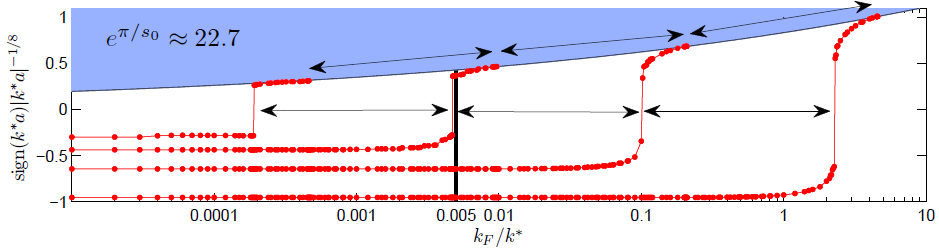 1
0.5
0
−0.5
−1
sign(k*a)|k*a|^{−1/8}
e^{π/s_0} ≈ 22.7
0.0001 0.001 0.005 0.01 0.1 1 10
k_F/k*